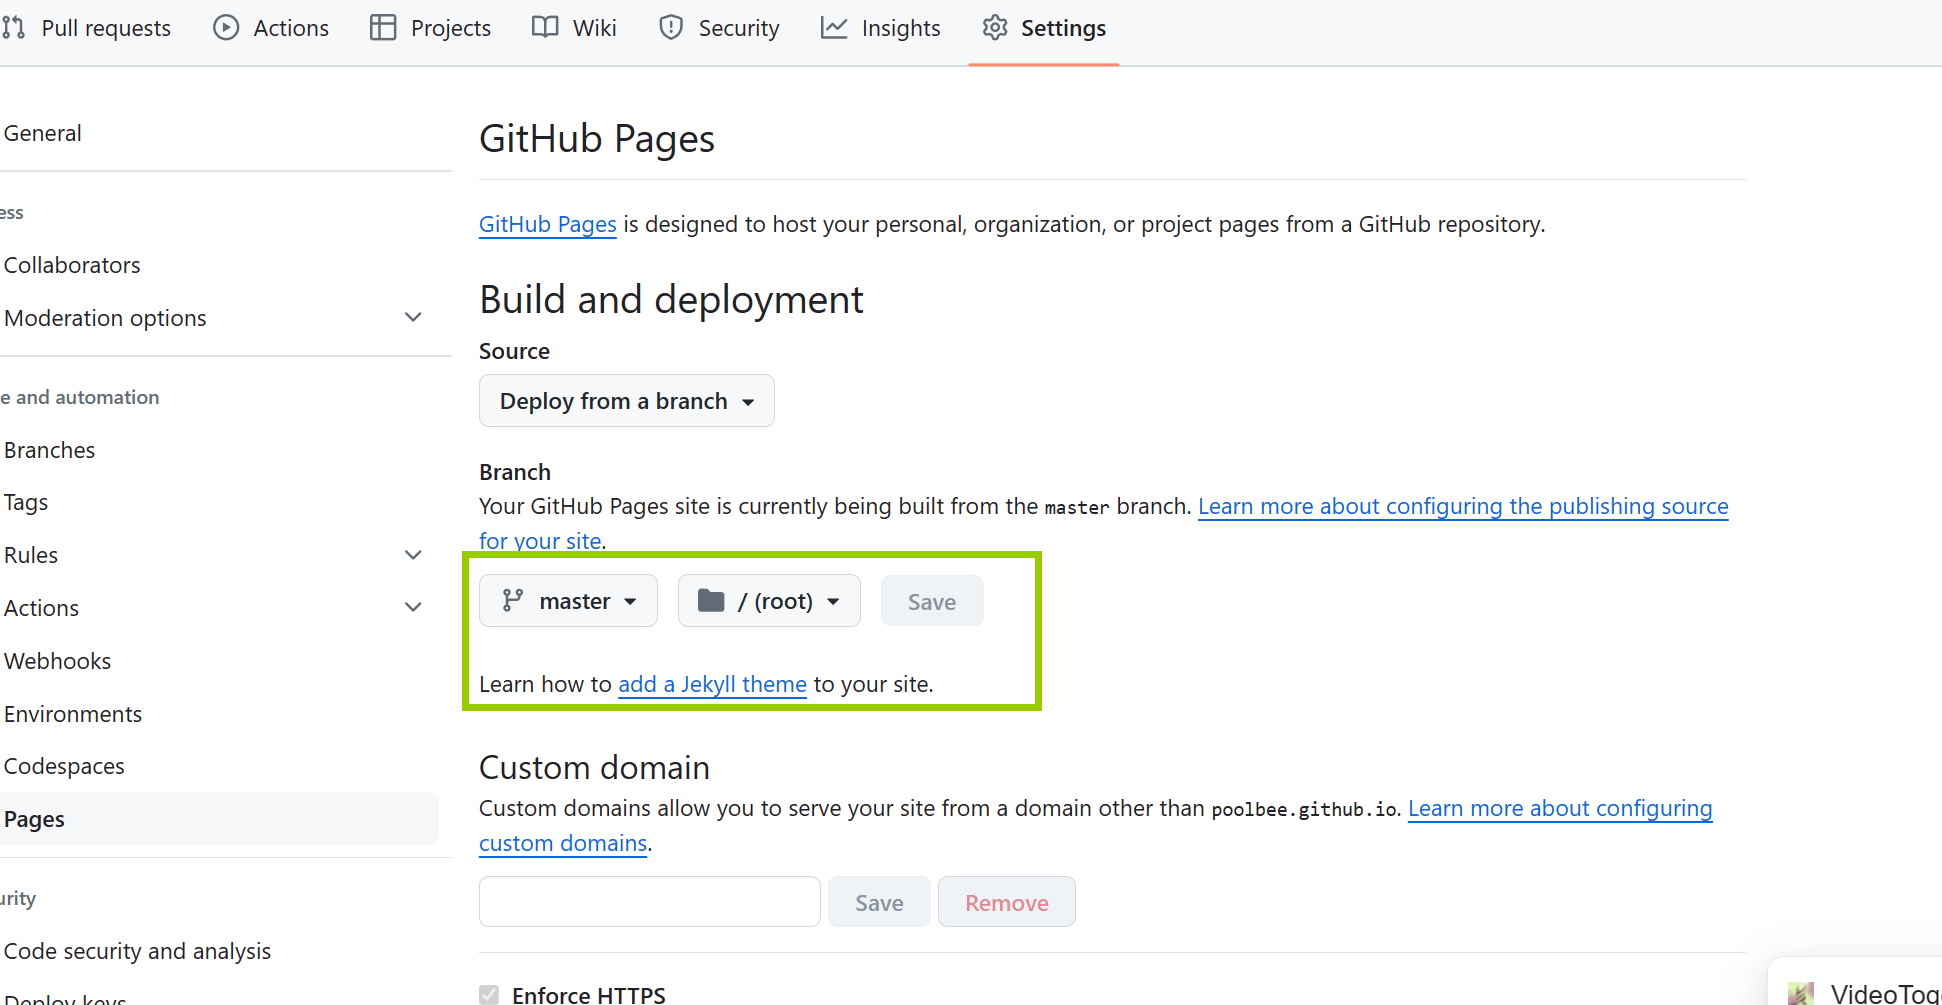 Pull requests Actions Projects Wiki Security Insights Settings
General
ess
Collaborators
Moderation options
e and automation
Branches
Tags
Rules
Actions
Webhooks
Environments
Codespaces
Pages
urity
Code security and analysis
Deploy keys
GitHub Pages
GitHub Pages is designed to host your personal, organization, or project pages from a GitHub repository.
Build and deployment
Source
Deploy from a branch
Branch
Your GitHub Pages site is currently being built from the master branch. Learn more about configuring the publishing source
for your site.
master / (root) Save
Learn how to add a Jekyll theme to your site.
Custom domain
Custom domains allow you to serve your site from a domain other than poolbee.github.io. Learn more about configuring
custom domains.
Save Remove
Enforce HTTPS
VideoTog